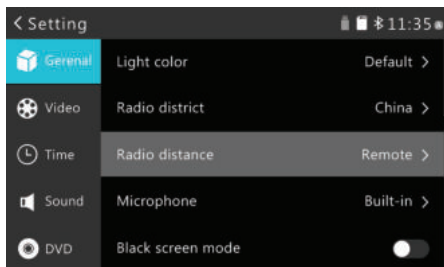 Setting
11:35
Gerenal
Light color
Default
Video
Radio district
China
Time
Radio distance
Remote
Sound
Microphone
Built-in
DVD
Black screen mode